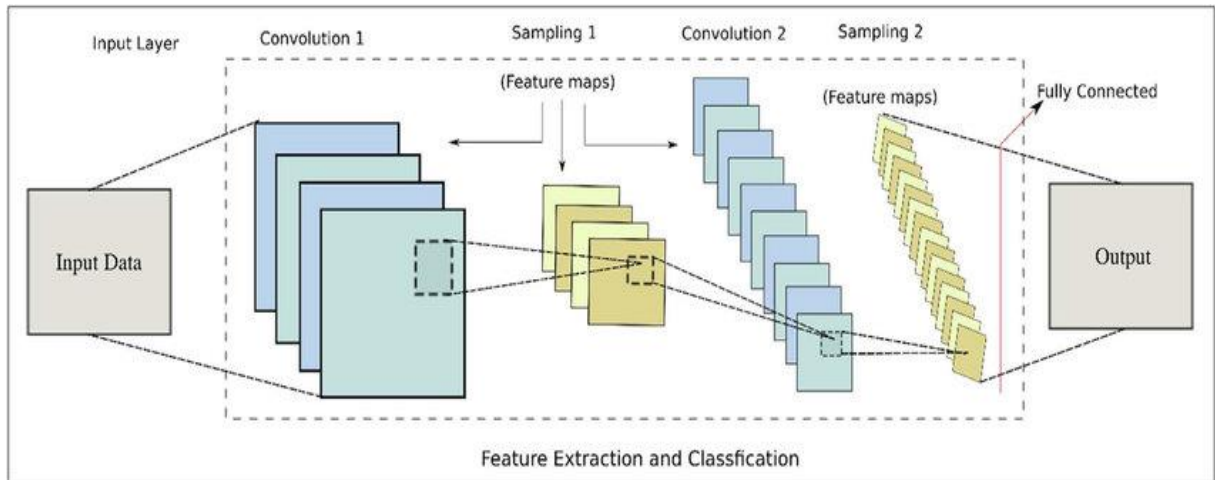 Input Layer
Convolution 1
Sampling 1
Convolution 2
Sampling 2
(Feature maps)
(Feature maps)
Fully Connected
Input Data
Output
Feature Extraction and Classfication